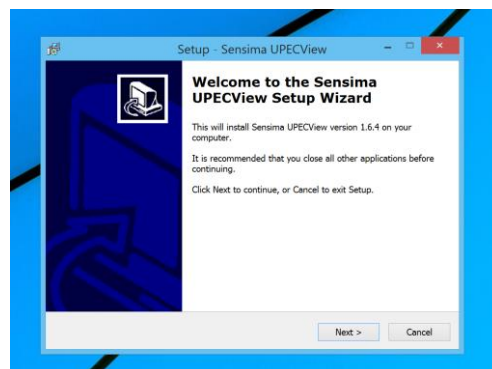 Setup - Sensima UPECView
Welcome to the Sensima
UPECView Setup Wizard
This will install Sensima UPECView version 1.6.4 on your
computer.
It is recommended that you close all other applications before
continuing.
Click Next to continue, or Cancel to exit Setup.
Next >
Cancel